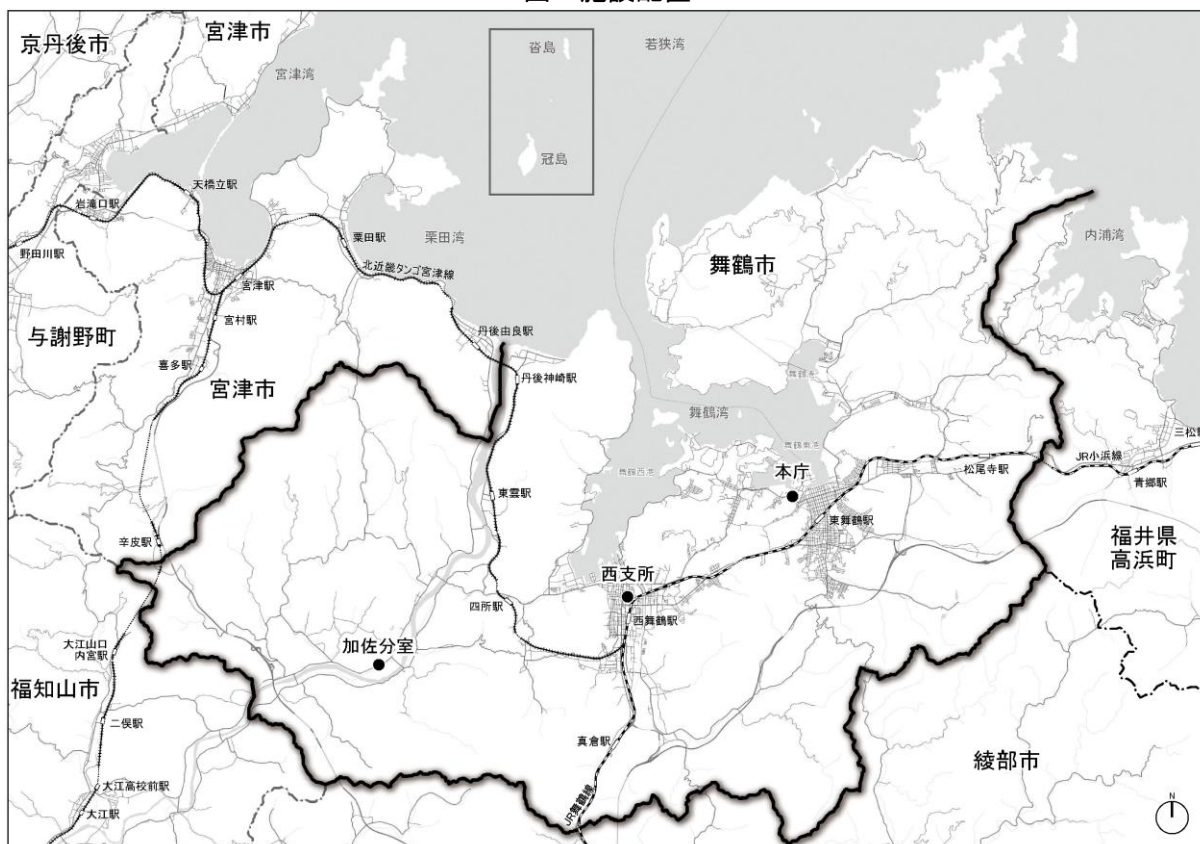 京丹後市
宮津市
宮津湾
沓島
若狭湾
冠島
天橋立駅
岩滝口駅
野田川駅
栗田駅
栗田湾
北近畿タンゴ宮津線
内浦湾
舞鶴市
宮津駅
宮村駅
与謝野町
丹後由良駅
喜多駅
宮津市
丹後神崎駅
舞鶴湾
三松駅
JR小浜線
松尾寺駅
青郷駅
舞鶴西港
本庁
東雲駅
東舞鶴駅
辛皮駅
福井県
高浜町
西支所
四所駅
西舞鶴駅
大江山口
内宮駅
加佐分室
福知山市
二俣駅
真倉駅
綾部市
大江高校前駅
大江駅
JR舞鶴線
N